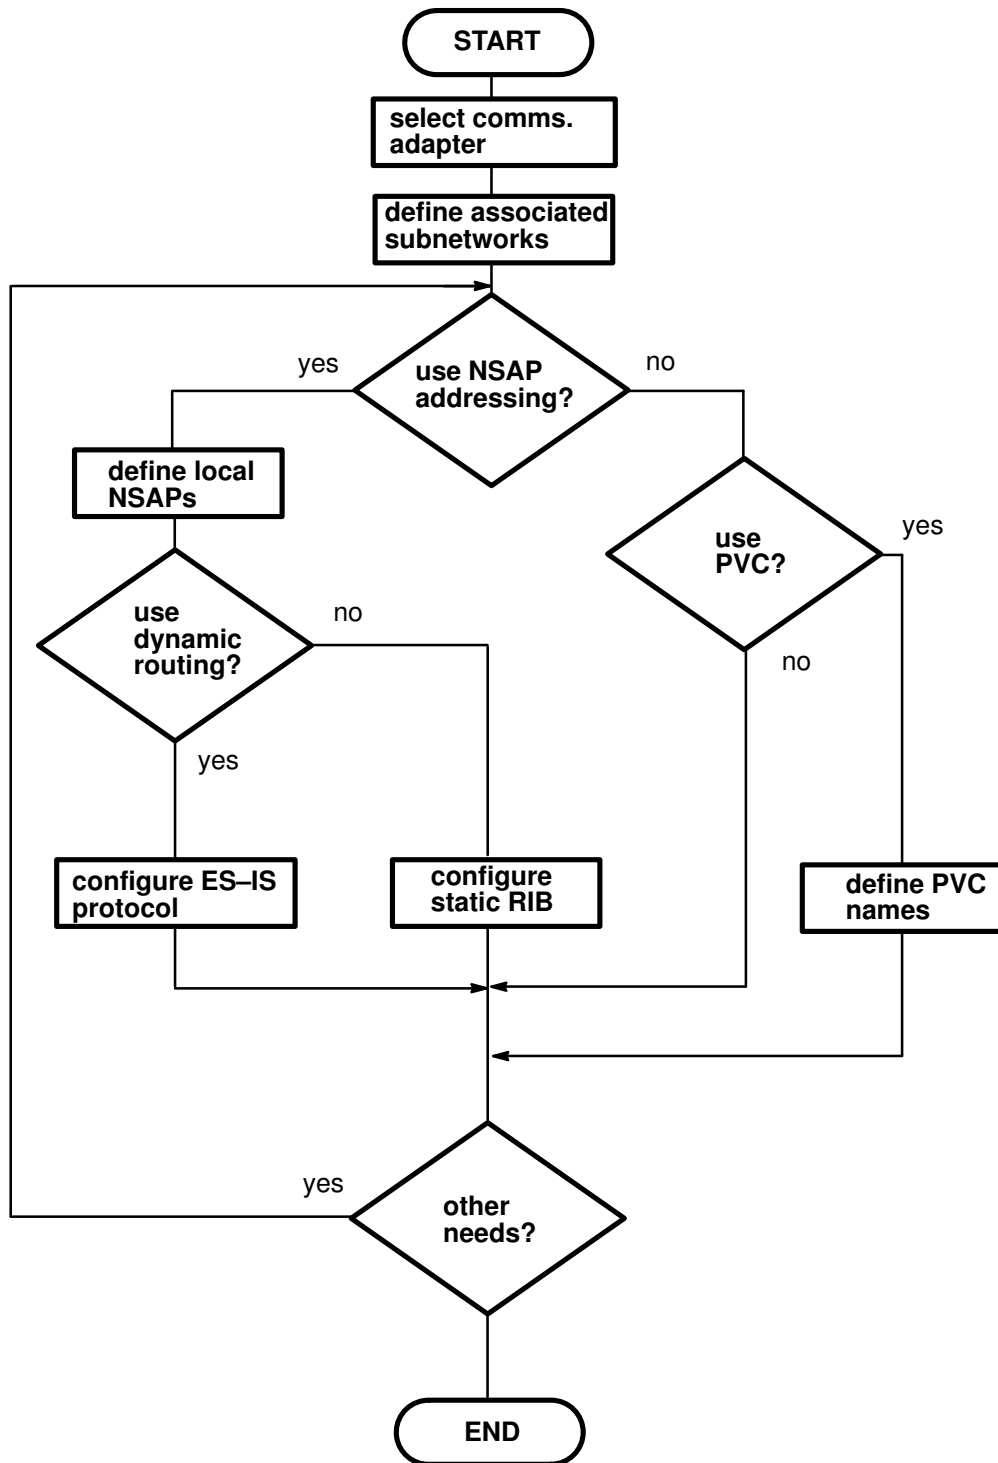 START
select comms.
adapter
define associated
subnetworks
yes
use NSAP
addressing?
no
define local
NSAPs
use
PVC?
yes
use
dynamic
routing?
no
no
yes
configure ES–IS
protocol
configure
static RIB
define PVC
names
yes
other
needs?
END